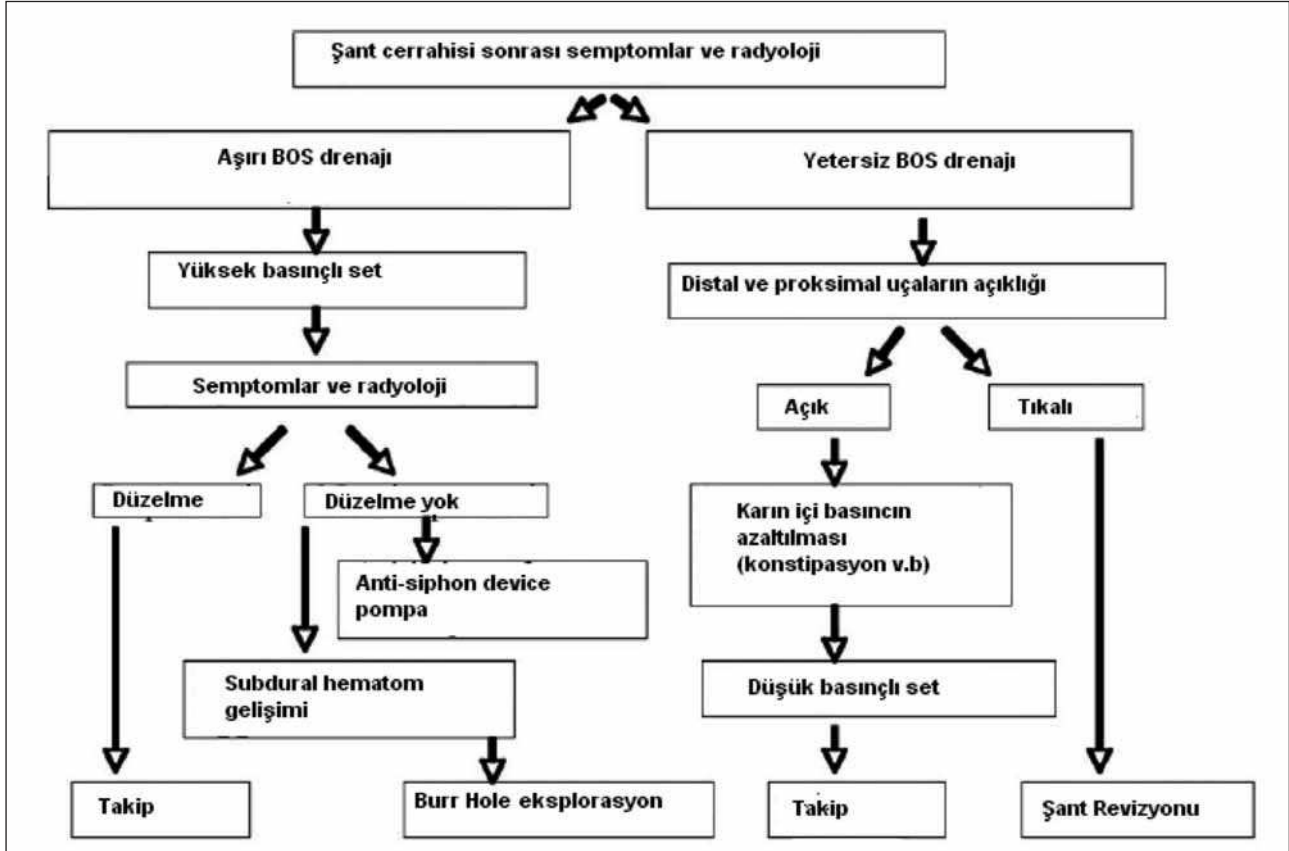 Şant cerrahisi sonrası semptomlar ve radyoloji
Aşırı BOS drenajı
Yetersiz BOS drenajı
Yüksek basınçlı set
Distal ve proksimal uçaların açıklığı
Semptomlar ve radyoloji
Açık
Tıkalı
Düzelme
Düzelme yok
Karın içi basıncın
azaltılması
(konstipasyon v.b)
Anti-siphon device
pompa
Subdural hematom
gelişimi
Düşük basınçlı set
Takip
Burr Hole eksplorasyon
Takip
Şant Revizyonu